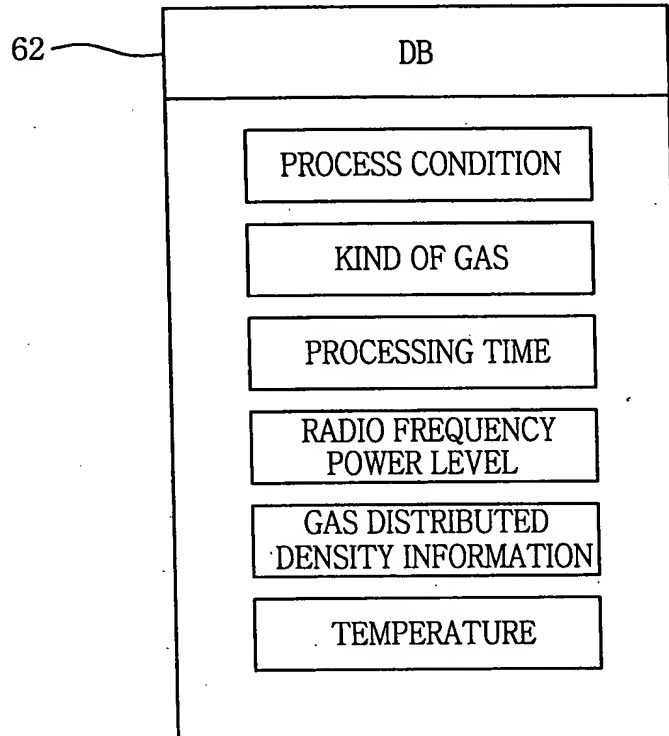 62
DB
PROCESS CONDITION
KIND OF GAS
PROCESSING TIME
RADIO FREQUENCY
POWER LEVEL
GAS DISTRIBUTED
DENSITY INFORMATION
TEMPERATURE